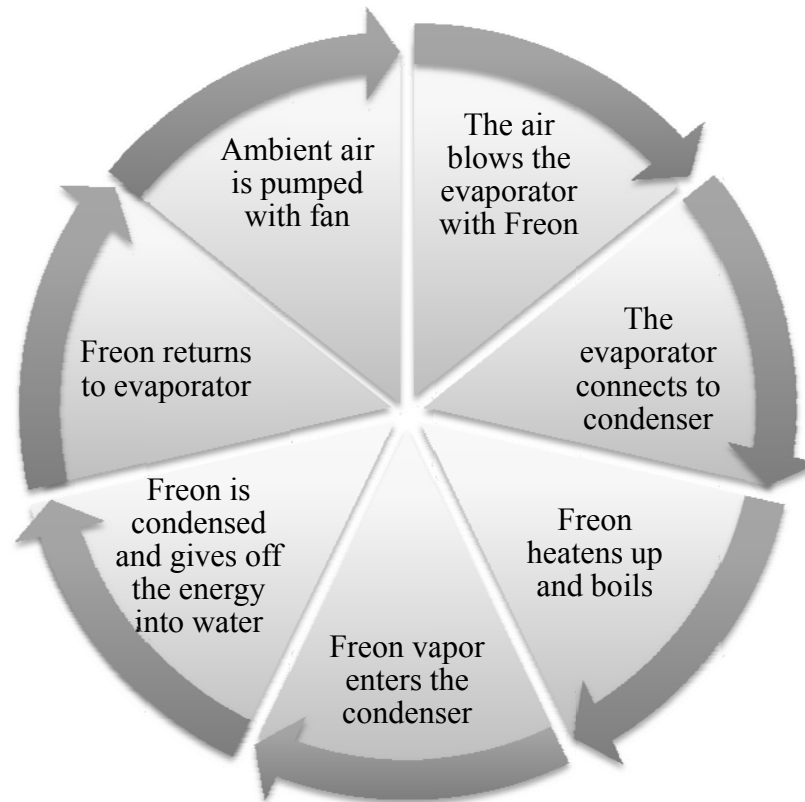 Ambient air
is pumped
with fan
The air
blows the
evaporator
with Freon
The
evaporator
connects to
condenser
Freon
heatens up
and boils
Freon vapor
enters the
condenser
Freon is
condensed
and gives off
the energy
into water
Freon returns
to evaporator